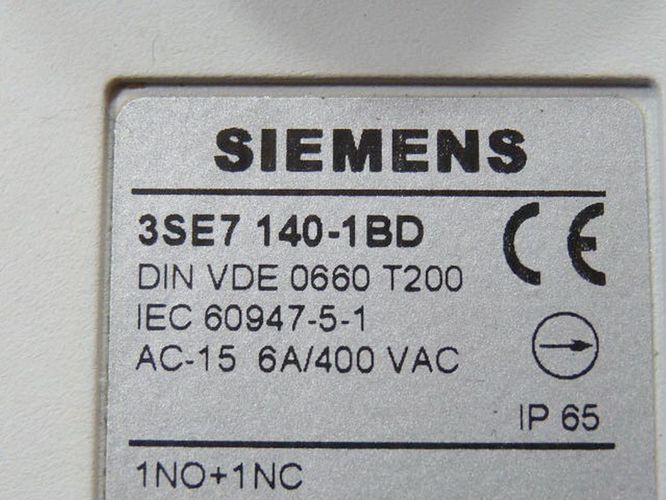 SIEMENS
3SE7 140-1BD
CE
DIN VDE 0660 T200
IEC 60947-5-1
AC-15 6A/400 VAC
IP 65
1NO+1NC